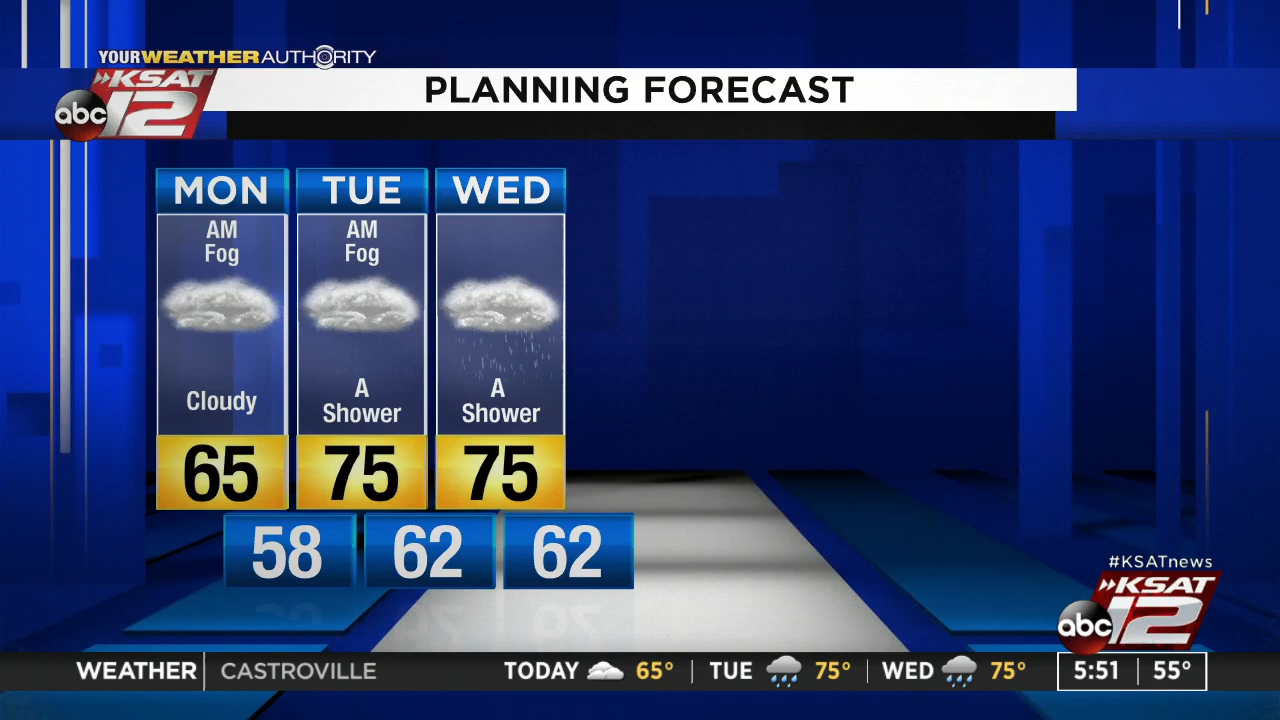 YOURWEATHERAUTHORITY
KSAT
abc 12
PLANNING FORECAST
MON TUE WED
AM
Fog
AM
Fog
Cloudy
A
Shower
A
Shower
65 75 75
58 62 62
#KSATnews
KSAT
abc 12
WEATHER CASTROVILLE TODAY 65° TUE 75° WED 75° 5:51 55°